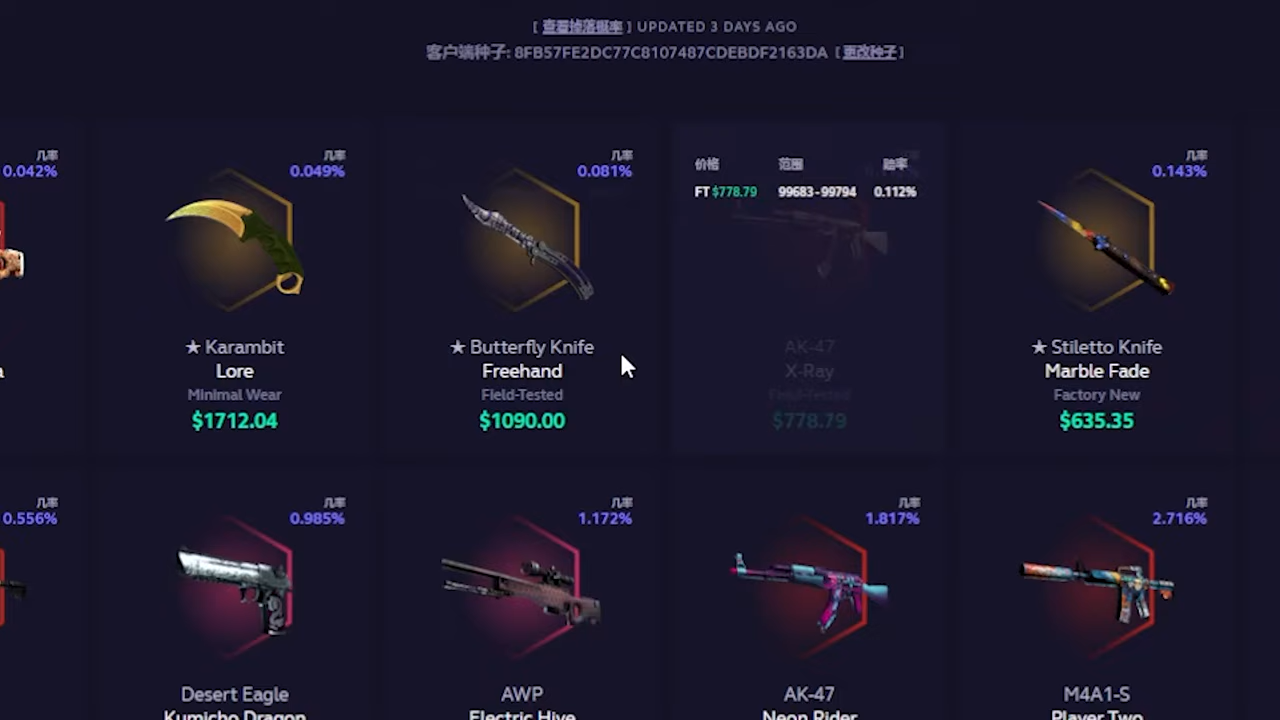 [ 查看掉落概率 ] UPDATED 3 DAYS AGO
客户端种子: 8FB57FE2DC77C8107487CDEBDF2163DA [ 更改种子 ]
几率
0.042%
几率
0.049%
★ Karambit
Lore
Minimal Wear
$1712.04
几率
0.081%
★ Butterfly Knife
Freehand
Field-Tested
$1090.00
价格 范围 赔率
FT $778.79 99683-99794 0.112%
AK-47
X-Ray
Field-Tested
$778.79
几率
0.143%
★ Stiletto Knife
Marble Fade
Factory New
$635.35
几率
0.556%
几率
0.985%
Desert Eagle
Kumicho Dragon
几率
1.172%
AWP
Electric Hive
几率
1.817%
AK-47
Neon Rider
几率
2.716%
M4A1-S
Player Two